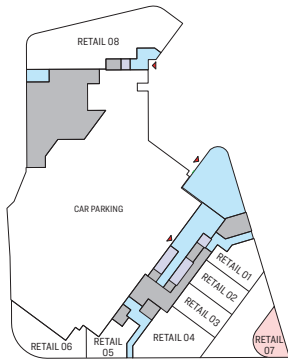 RETAIL 08
CAR PARKING
RETAIL 01
RETAIL 02
RETAIL 03
RETAIL 04
RETAIL
05
RETAIL 06
RETAIL
07